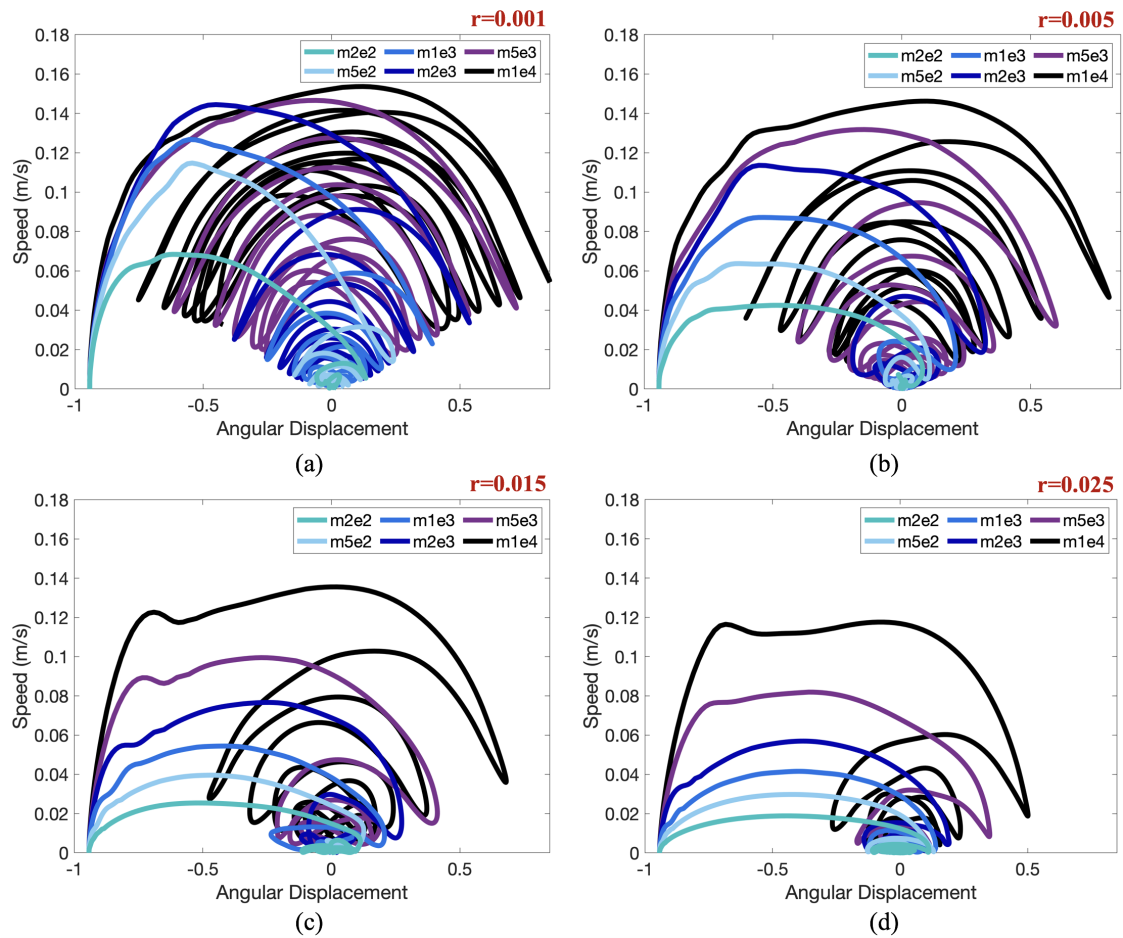 r=0.001
0.18
0.16
0.14
0.12
0.1
0.08
0.06
0.04
0.02
0
Speed (m/s)
m2e2 m1e3 m5e3
m5e2 m2e3 m1e4
-1 -0.5 0 0.5
Angular Displacement
(a)
r=0.005
0.18
0.16
0.14
0.12
0.1
0.08
0.06
0.04
0.02
0
Speed (m/s)
m2e2 m1e3 m5e3
m5e2 m2e3 m1e4
-1 -0.5 0 0.5
Angular Displacement
(b)
r=0.015
0.18
0.16
0.14
0.12
0.1
0.08
0.06
0.04
0.02
0
Speed (m/s)
m2e2 m1e3 m5e3
m5e2 m2e3 m1e4
-1 -0.5 0 0.5
Angular Displacement
(c)
r=0.025
0.18
0.16
0.14
0.12
0.1
0.08
0.06
0.04
0.02
0
Speed (m/s)
m2e2 m1e3 m5e3
m5e2 m2e3 m1e4
-1 -0.5 0 0.5
Angular Displacement
(d)